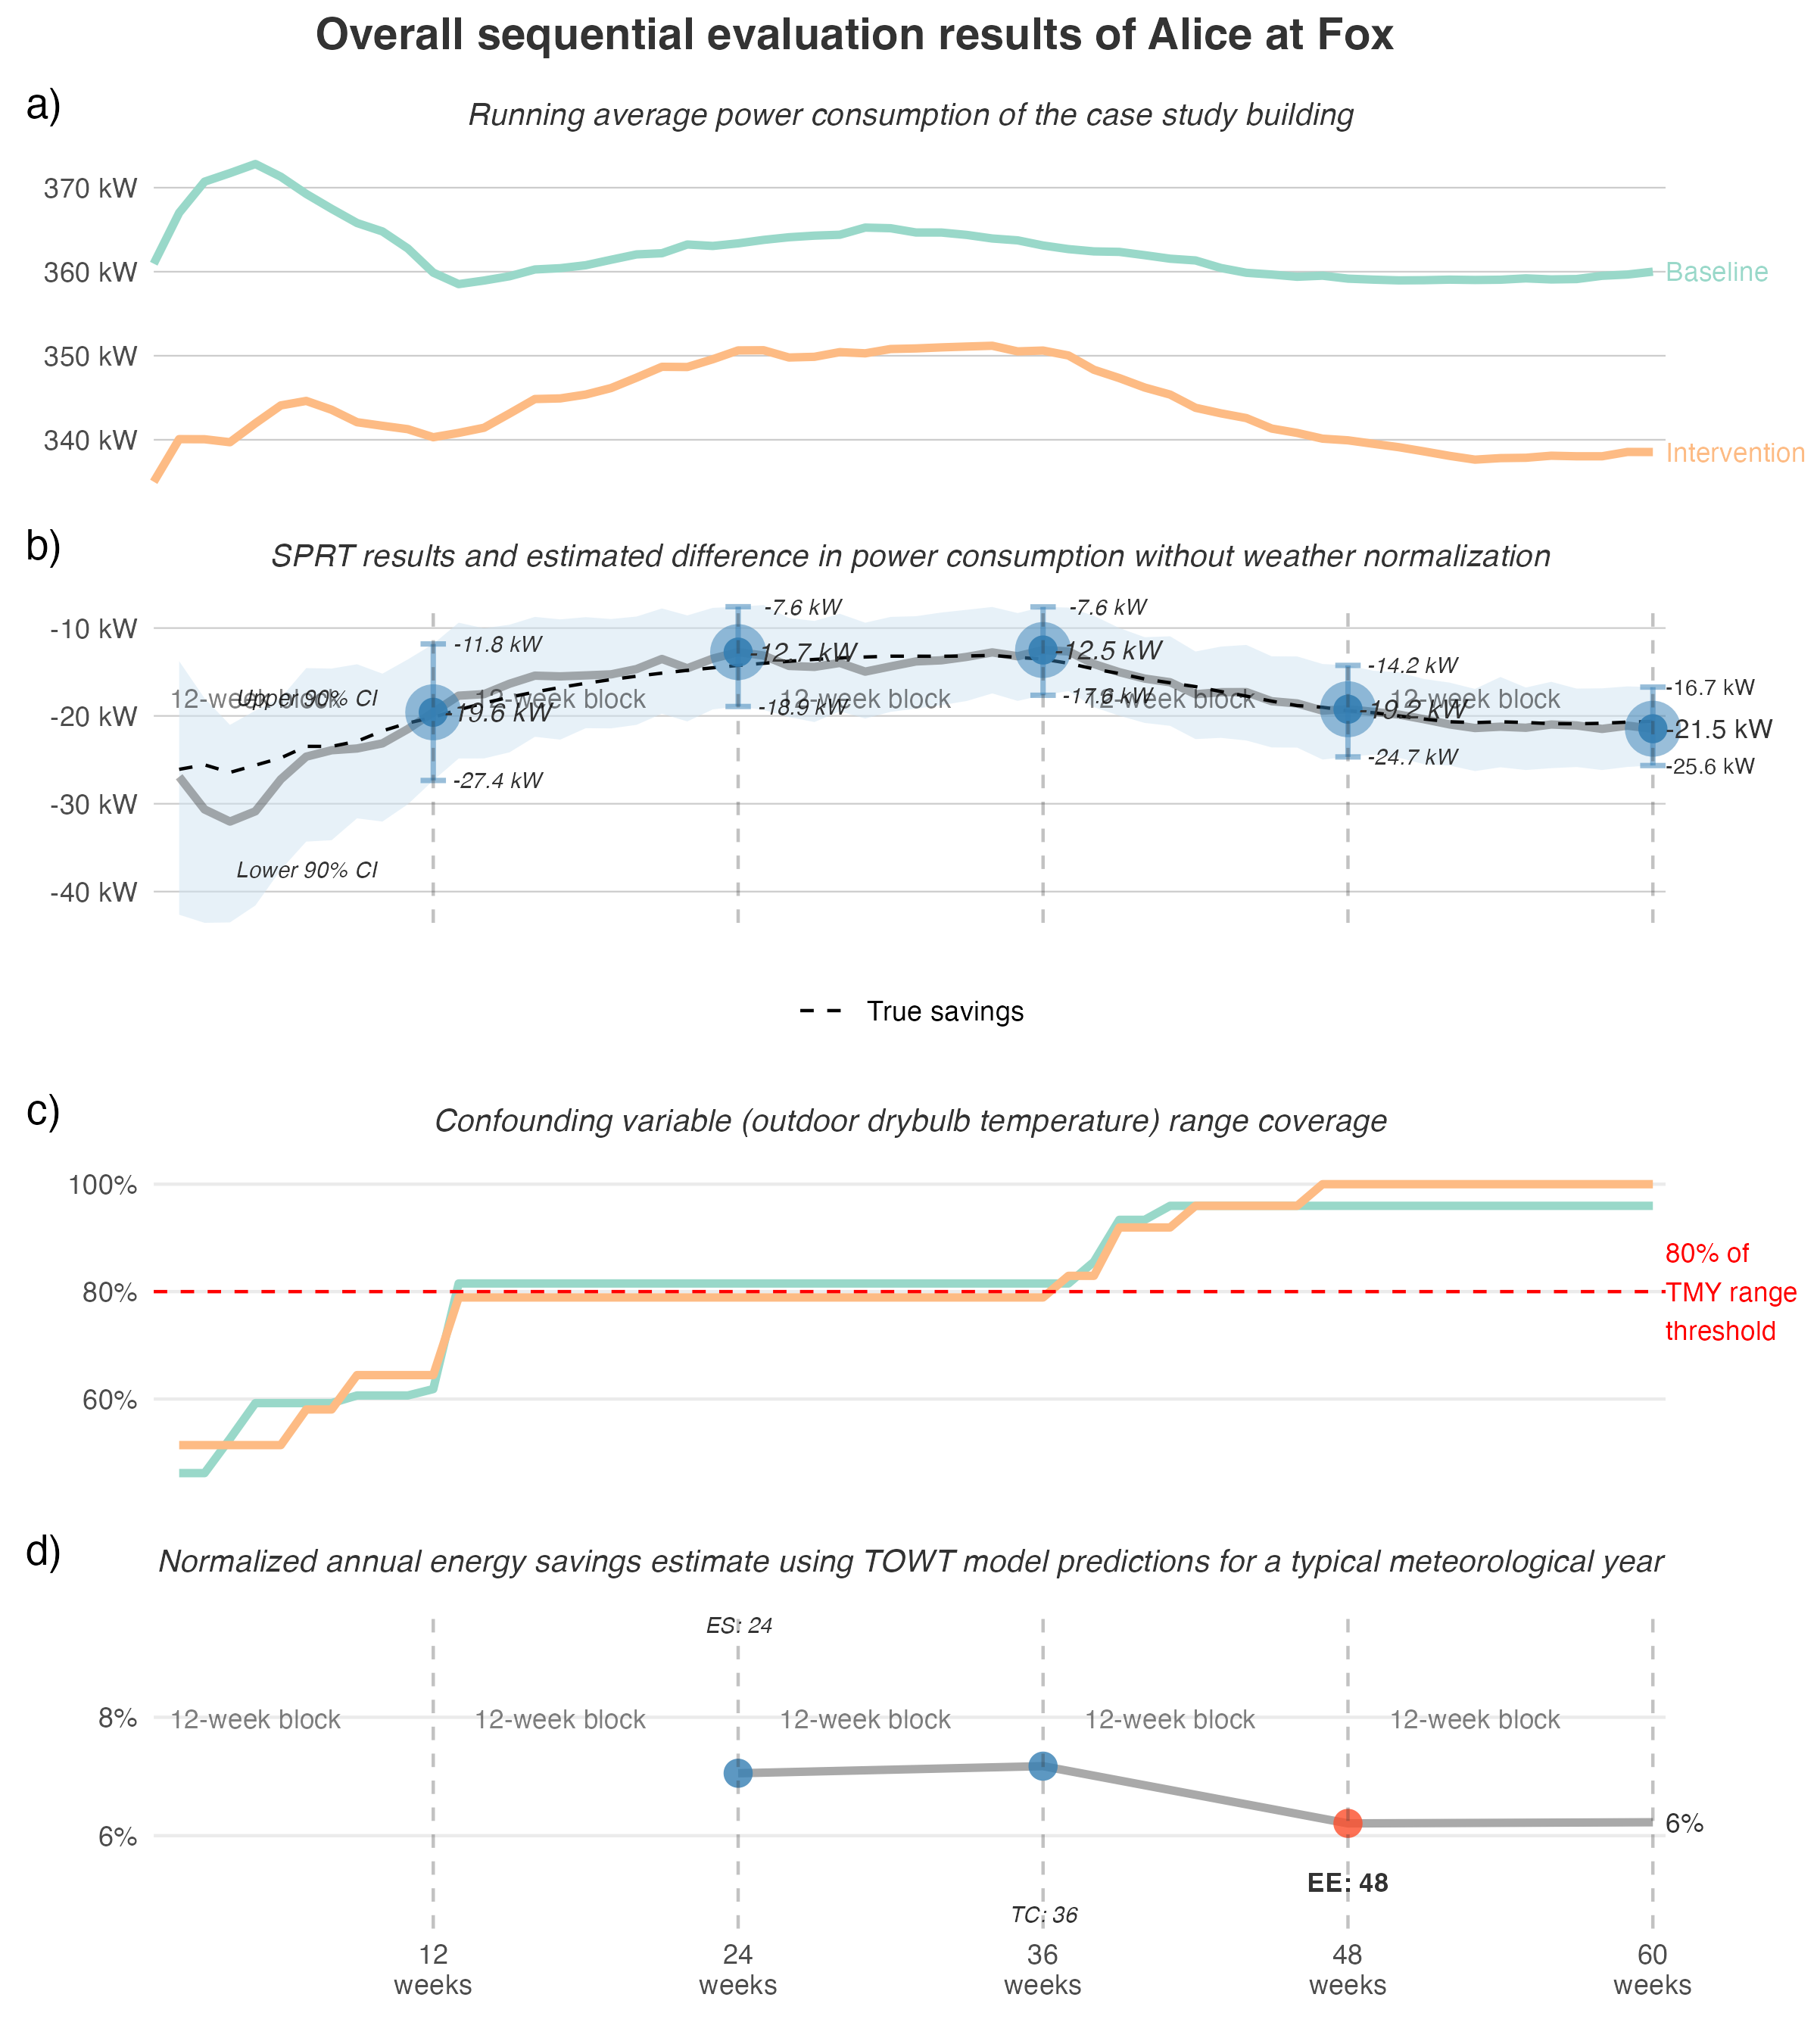 Overall sequential evaluation results of Alice at Fox
a)
Running average power consumption of the case study building
370 kW
360 kW
350 kW
340 kW
Baseline
Intervention
b)
SPRT results and estimated difference in power consumption without weather normalization
-10 kW
-20 kW
-30 kW
-40 kW
12-week block
12-week block
12-week block
12-week block
12-week block
Upper 90% CI
Lower 90% CI
-11.8 kW
-19.6 kW
-27.4 kW
-7.6 kW
-12.7 kW
-18.9 kW
-7.6 kW
-12.5 kW
-17.6 kW
-14.2 kW
-19.2 kW
-24.7 kW
-16.7 kW
-21.5 kW
-25.6 kW
True savings
c)
Confounding variable (outdoor drybulb temperature) range coverage
100%
80%
60%
80% of
TMY range
threshold
d)
Normalized annual energy savings estimate using TOWT model predictions for a typical meteorological year
ES: 24
8%
6%
12-week block
12-week block
12-week block
12-week block
12-week block
6%
EE: 48
TC: 36
12
weeks
24
weeks
36
weeks
48
weeks
60
weeks